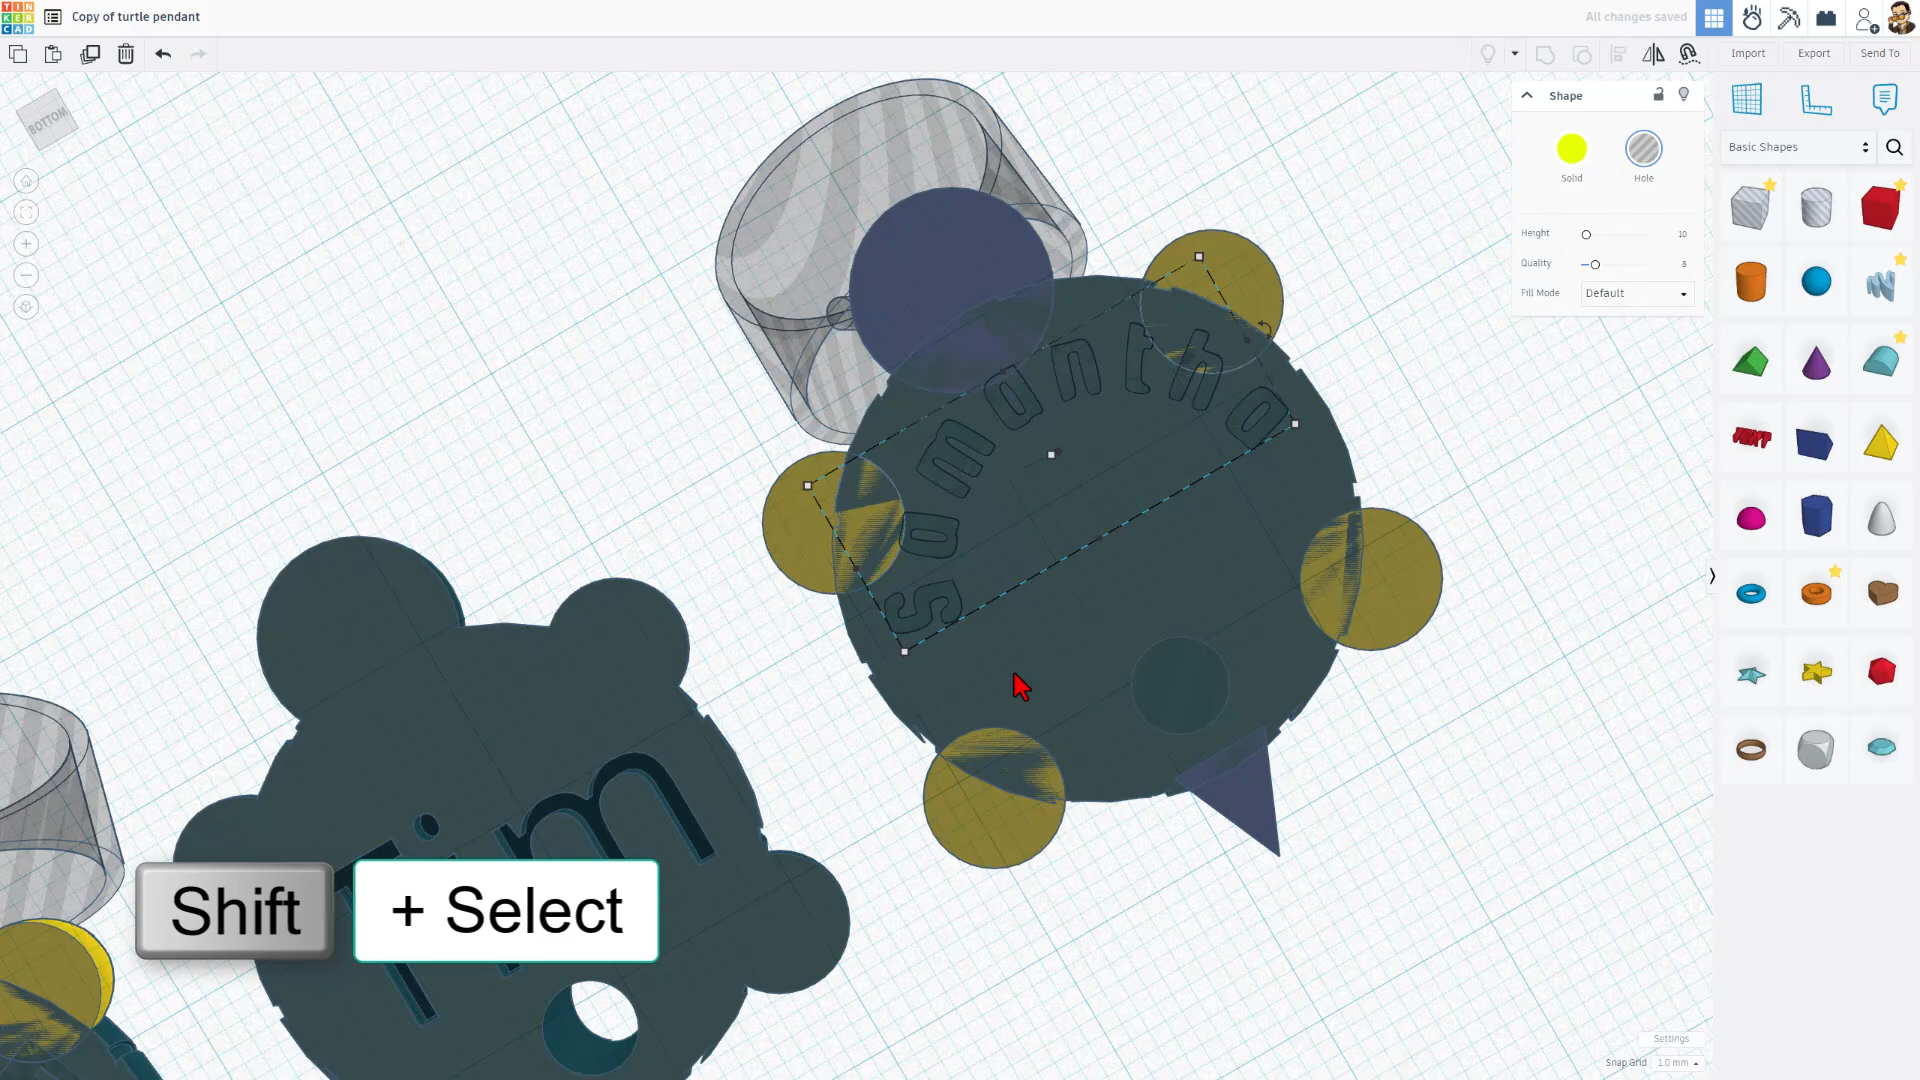 TIN
KER
CAD
Copy of turtle pendant
All changes saved
Import
Export
Send To
BOTTOM
Shape
Solid
Hole
Height
10
Quality
8
Fill Mode
Default
Basic Shapes
TEXT
samantha
Tim
Shift
+ Select
Settings
Snap Grid
1.0 mm